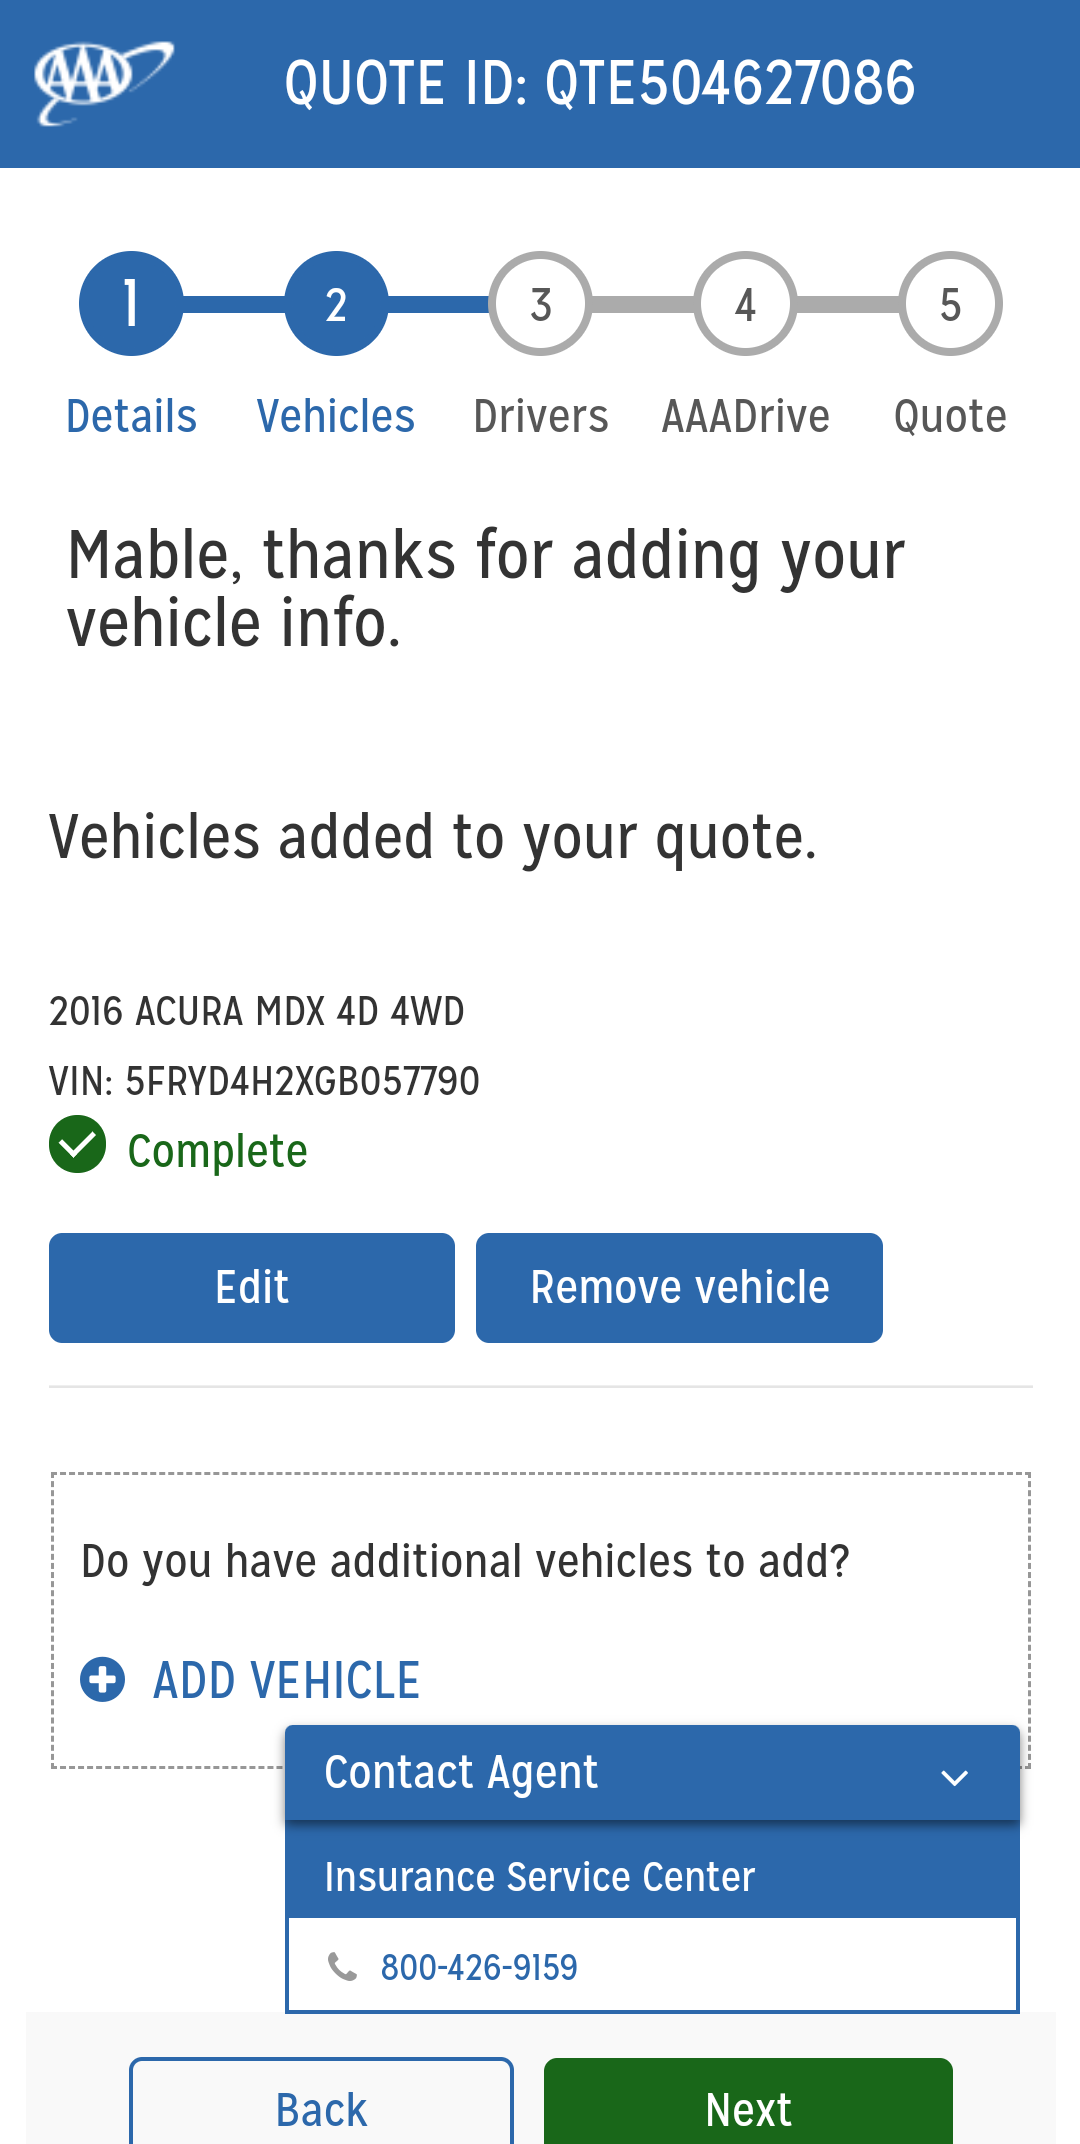 AAA
QUOTE ID: QTE504627086
1
2
3
4
5
Details
Vehicles
Drivers
AAADrive
Quote
Mable, thanks for adding your
vehicle info.
Vehicles added to your quote.
2016 ACURA MDX 4D 4WD
VIN: 5FRYD4H2XGB057790
Complete
Edit
Remove vehicle
Do you have additional vehicles to add?
ADD VEHICLE
Contact Agent
Insurance Service Center
800-426-9159
Back
Next